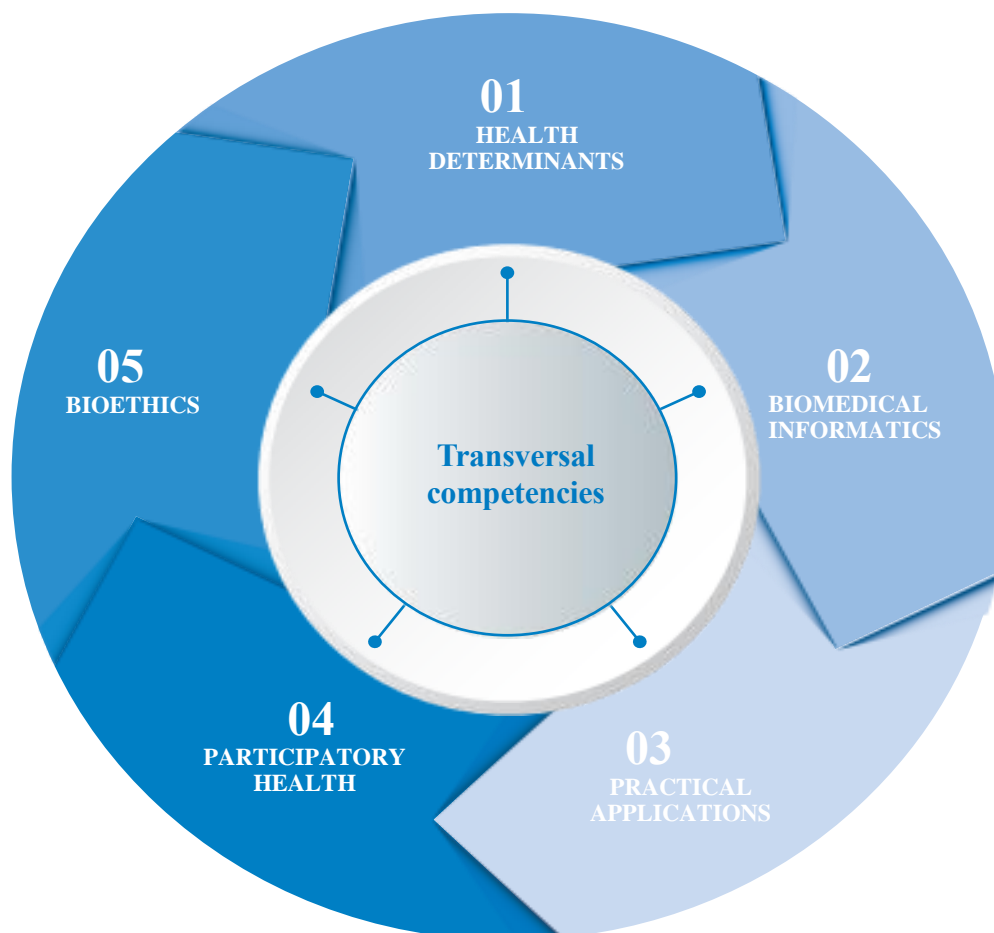 01
HEALTH
DETERMINANTS
02
BIOMEDICAL
INFORMATICS
03
PRACTICAL
APPLICATIONS
04
PARTICIPATORY
HEALTH
05
BIOETHICS
Transversal
competencies